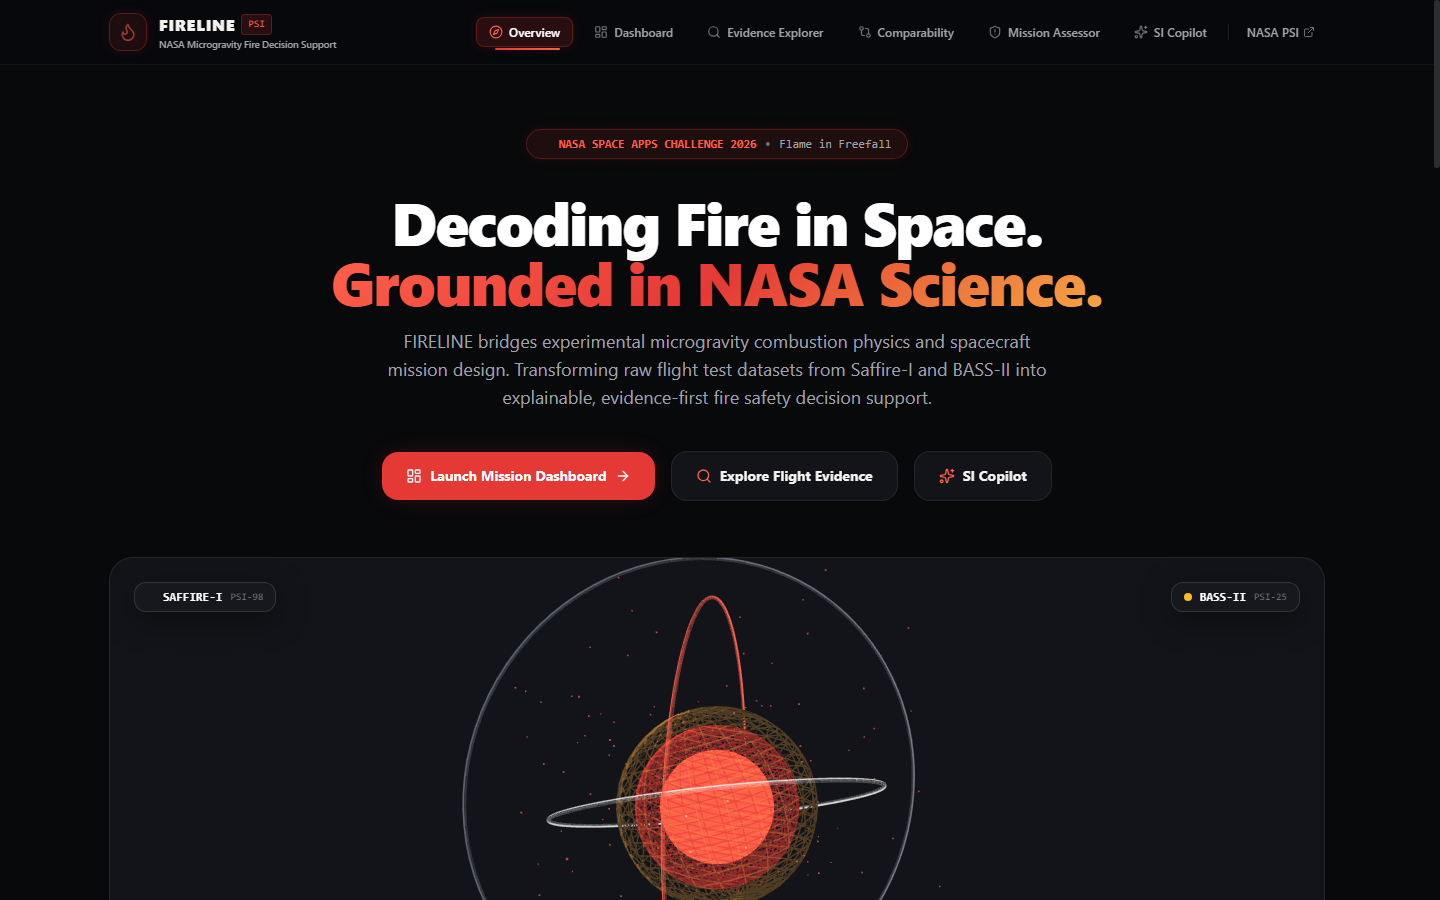 FIRELINE PSI
NASA Microgravity Fire Decision Support
Overview
Dashboard
Evidence Explorer
Comparability
Mission Assessor
SI Copilot
NASA PSI
NASA SPACE APPS CHALLENGE 2026 • Flame in Freefall
Decoding Fire in Space.
Grounded in NASA Science.
FIRELINE bridges experimental microgravity combustion physics and spacecraft
mission design. Transforming raw flight test datasets from Saffire-I and BASS-II into
explainable, evidence-first fire safety decision support.
Launch Mission Dashboard
Explore Flight Evidence
SI Copilot
SAFFIRE-I PSI-98
BASS-II PSI-25